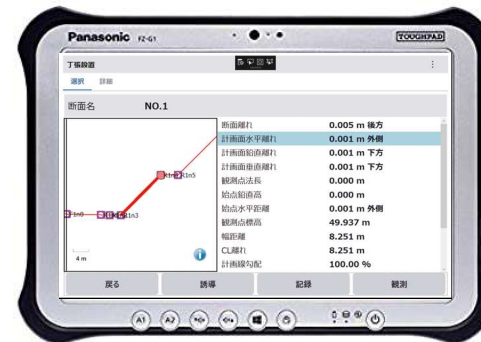 Panasonic FZ-G1
TOUGHPAD
丁張設置
選択 詳細
断面名 NO.1
断面離れ 0.005 m 後方
計画面水平離れ 0.001 m 外側
計画面鉛直離れ 0.001 m 下方
計画面垂直離れ 0.001 m 下方
観測点法長 0.000 m
始点鉛直高 0.000 m
始点水平距離 0.001 m 外側
観測点標高 49.937 m
幅距離 8.251 m
CL離れ 8.251 m
計画線勾配 100.00 %
R1n5
R1n3
4 m
戻る 誘導 記録 観測
A1 A2